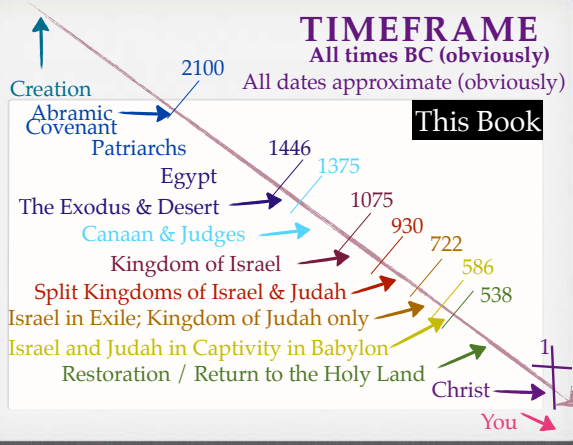 TIMEFRAME
All times BC (obviously)
All dates approximate (obviously)
This Book
Creation
2100
Abramic
Covenant
Patriarchs
1446
Egypt
1375
The Exodus & Desert
1075
Canaan & Judges
930
Kingdom of Israel
722
Split Kingdoms of Israel & Judah
586
538
Israel in Exile; Kingdom of Judah only
Israel and Judah in Captivity in Babylon
1
Restoration / Return to the Holy Land
Christ
You